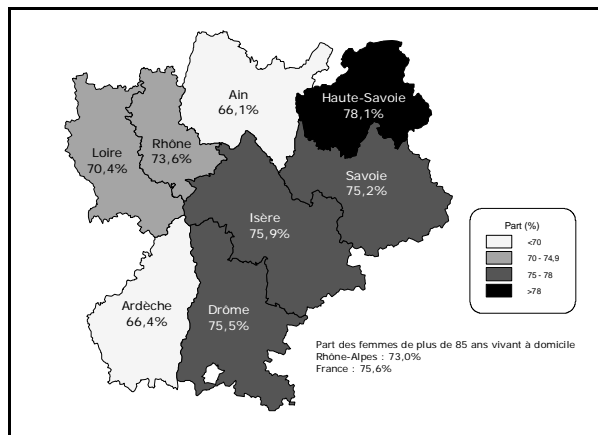 Ain
66,1%
Haute-Savoie
78,1%
Rhône
73,6%
Loire
70,4%
Savoie
75,2%
Isère
75,9%
Ardèche
66,4%
Drôme
75,5%
Part (%)
<70
70 - 74,9
75 - 78
>78
Part des femmes de plus de 85 ans vivant à domicile
Rhône-Alpes : 73,0%
France : 75,6%